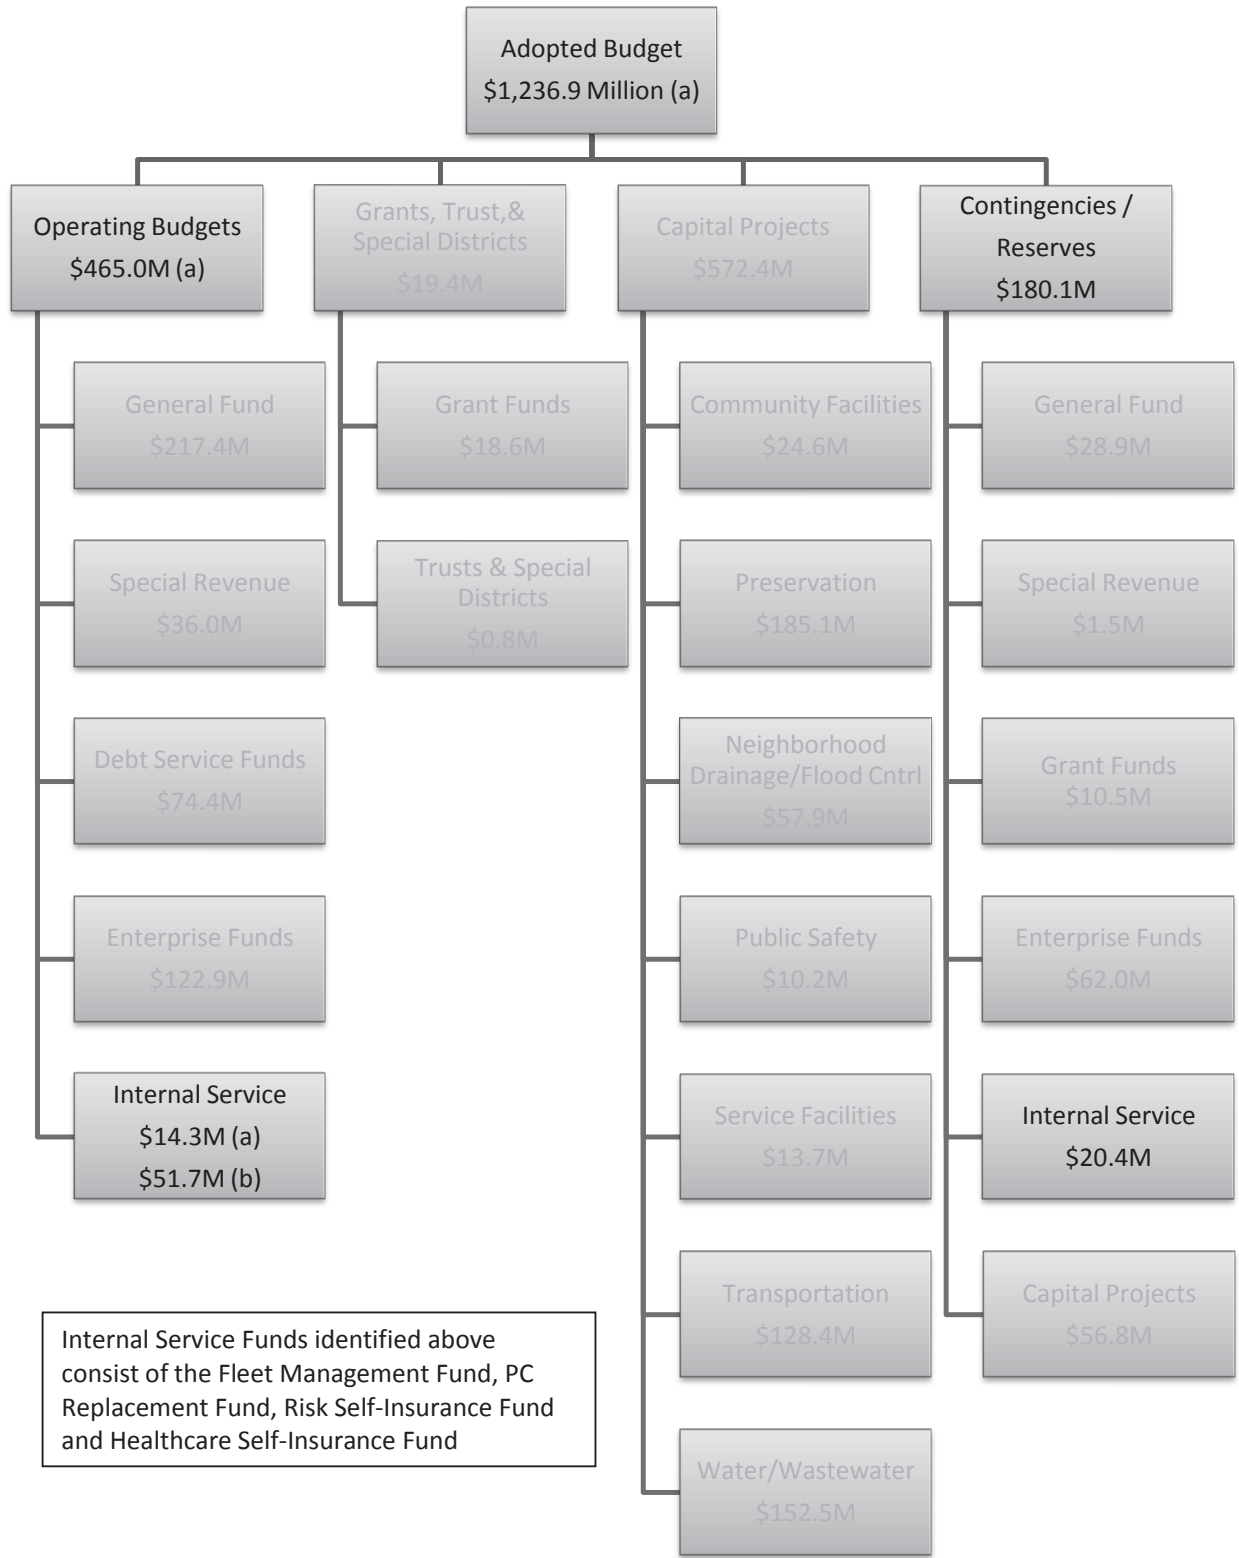 Adopted Budget
$1,236.9 Million (a)
Operating Budgets
$465.0M (a)
Grants, Trust,&
Special Districts
$19.4M
Capital Projects
$572.4M
Contingencies /
Reserves
$180.1M
General Fund
$217.4M
Special Revenue
$36.0M
Debt Service Funds
$74.4M
Enterprise Funds
$122.9M
Internal Service
$14.3M (a)
$51.7M (b)
Grant Funds
$18.6M
Trusts & Special
Districts
$0.8M
Community Facilities
$24.6M
Preservation
$185.1M
Neighborhood
Drainage/Flood Cntrl
$57.9M
Public Safety
$10.2M
Service Facilities
$13.7M
Transportation
$128.4M
Water/Wastewater
$152.5M
General Fund
$28.9M
Special Revenue
$1.5M
Grant Funds
$10.5M
Enterprise Funds
$62.0M
Internal Service
$20.4M
Capital Projects
$56.8M
Internal Service Funds identified above
consist of the Fleet Management Fund, PC
Replacement Fund, Risk Self-Insurance Fund
and Healthcare Self-Insurance Fund